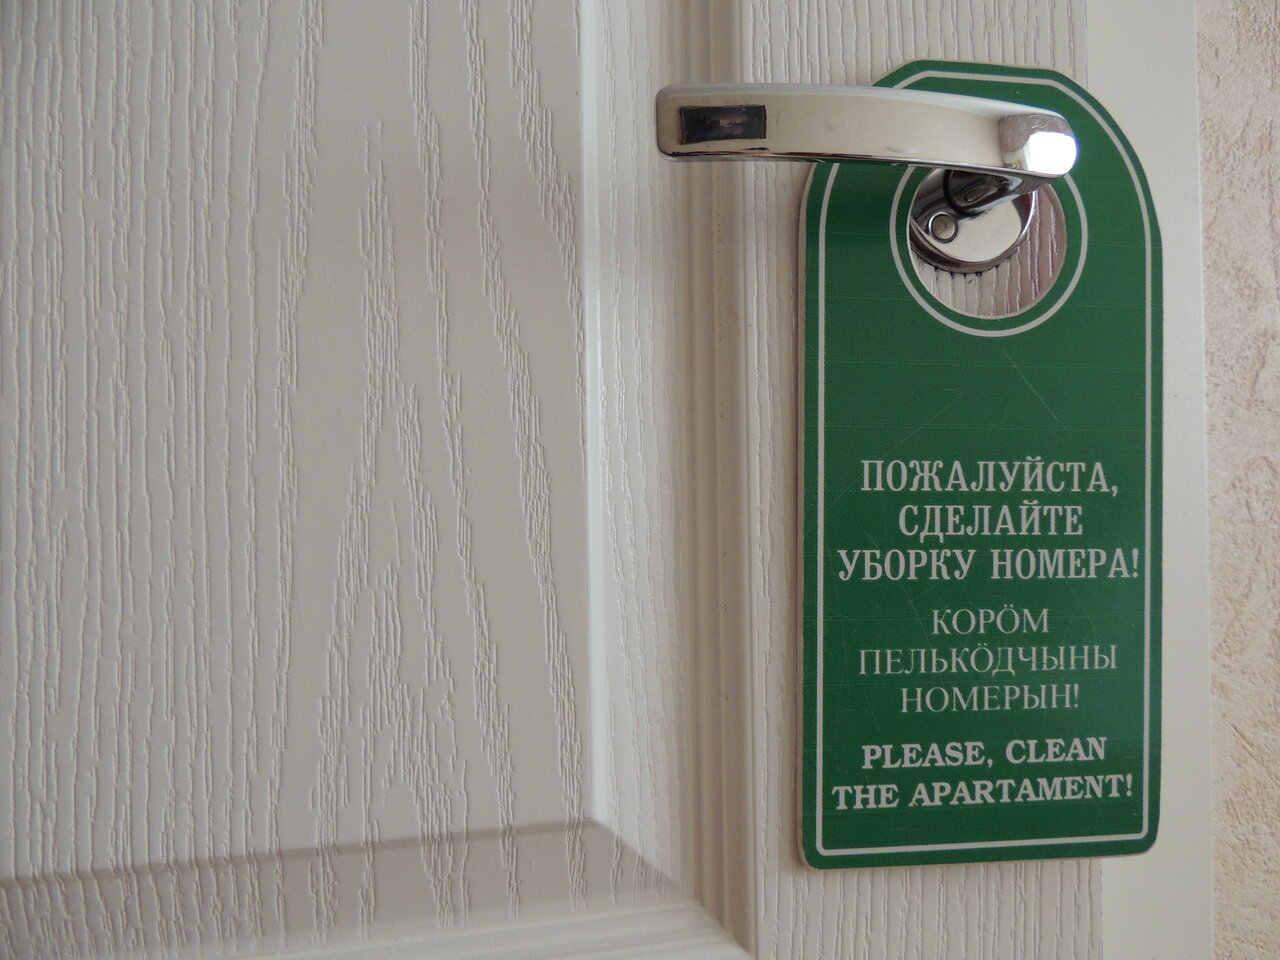 ПОЖАЛУЙСТА,
СДЕЛАЙТЕ
УБОРКУ НОМЕРА!
КОРӦМ
ПЕЛЬКӦДЧЫНЫ
НОМЕРЫН!
PLEASE, CLEAN
THE APARTAMENT!